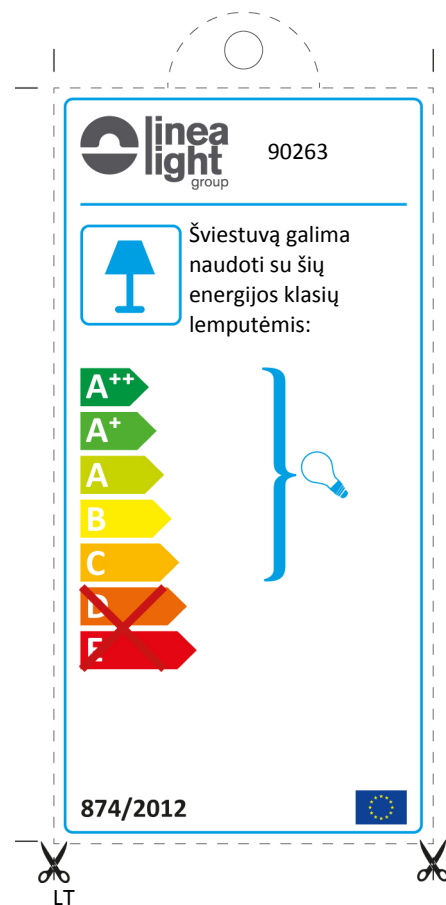 linea
light
group
90263
Šviestuvą galima
naudoti su šių
energijos klasių
lemputėmis:
A++
A+
A
B
C
D
E
874/2012
LT